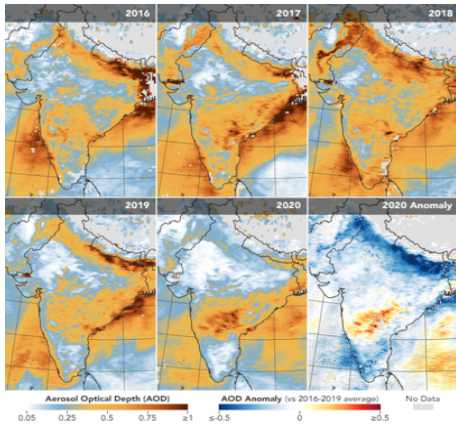 2016
2017
2018
2019
2020
2020 Anomaly
Aerosol Optical Depth (AOD)
0.05 0.25 0.5 0.75 ≥1
AOD Anomaly (vs 2016-2019 average)
≤-0.5 0 ≥0.5
No Data